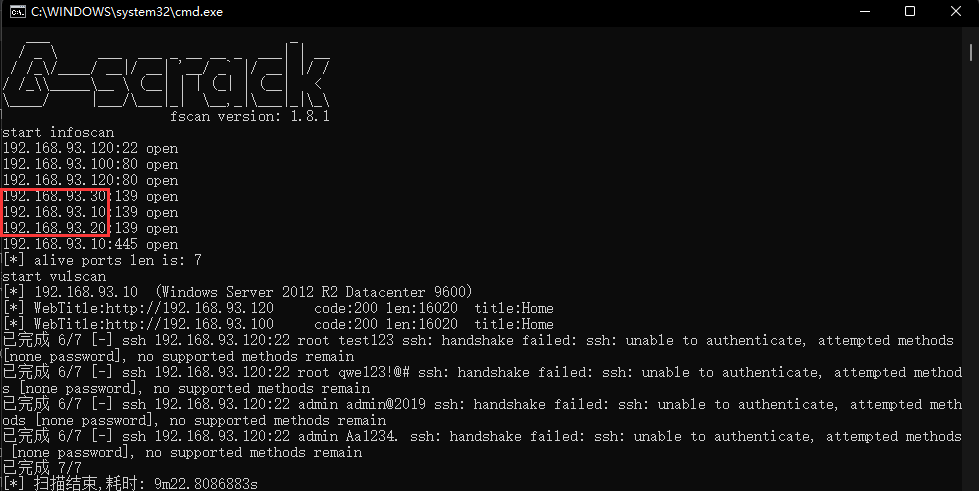 C:\WINDOWS\system32\cmd.exe
fscan version: 1.8.1
start infoscan
192.168.93.120:22 open
192.168.93.100:80 open
192.168.93.120:80 open
192.168.93.30:139 open
192.168.93.10:139 open
192.168.93.20:139 open
192.168.93.10:445 open
[*] alive ports len is: 7
start vulscan
[*] 192.168.93.10  (Windows Server 2012 R2 Datacenter 9600)
[*] WebTitle:http://192.168.93.120     code:200 len:16020  title:Home
[*] WebTitle:http://192.168.93.100     code:200 len:16020  title:Home
已完成 6/7 [-] ssh 192.168.93.120:22 root test123 ssh: handshake failed: ssh: unable to authenticate, attempted methods
[none password], no supported methods remain
已完成 6/7 [-] ssh 192.168.93.120:22 root qwe123!@# ssh: handshake failed: ssh: unable to authenticate, attempted method
s [none password], no supported methods remain
已完成 6/7 [-] ssh 192.168.93.120:22 admin admin@2019 ssh: handshake failed: ssh: unable to authenticate, attempted meth
ods [none password], no supported methods remain
已完成 6/7 [-] ssh 192.168.93.120:22 admin Aa1234. ssh: handshake failed: ssh: unable to authenticate, attempted methods
 [none password], no supported methods remain
已完成 7/7
[*] 扫描结束,耗时: 9m22.8086883s